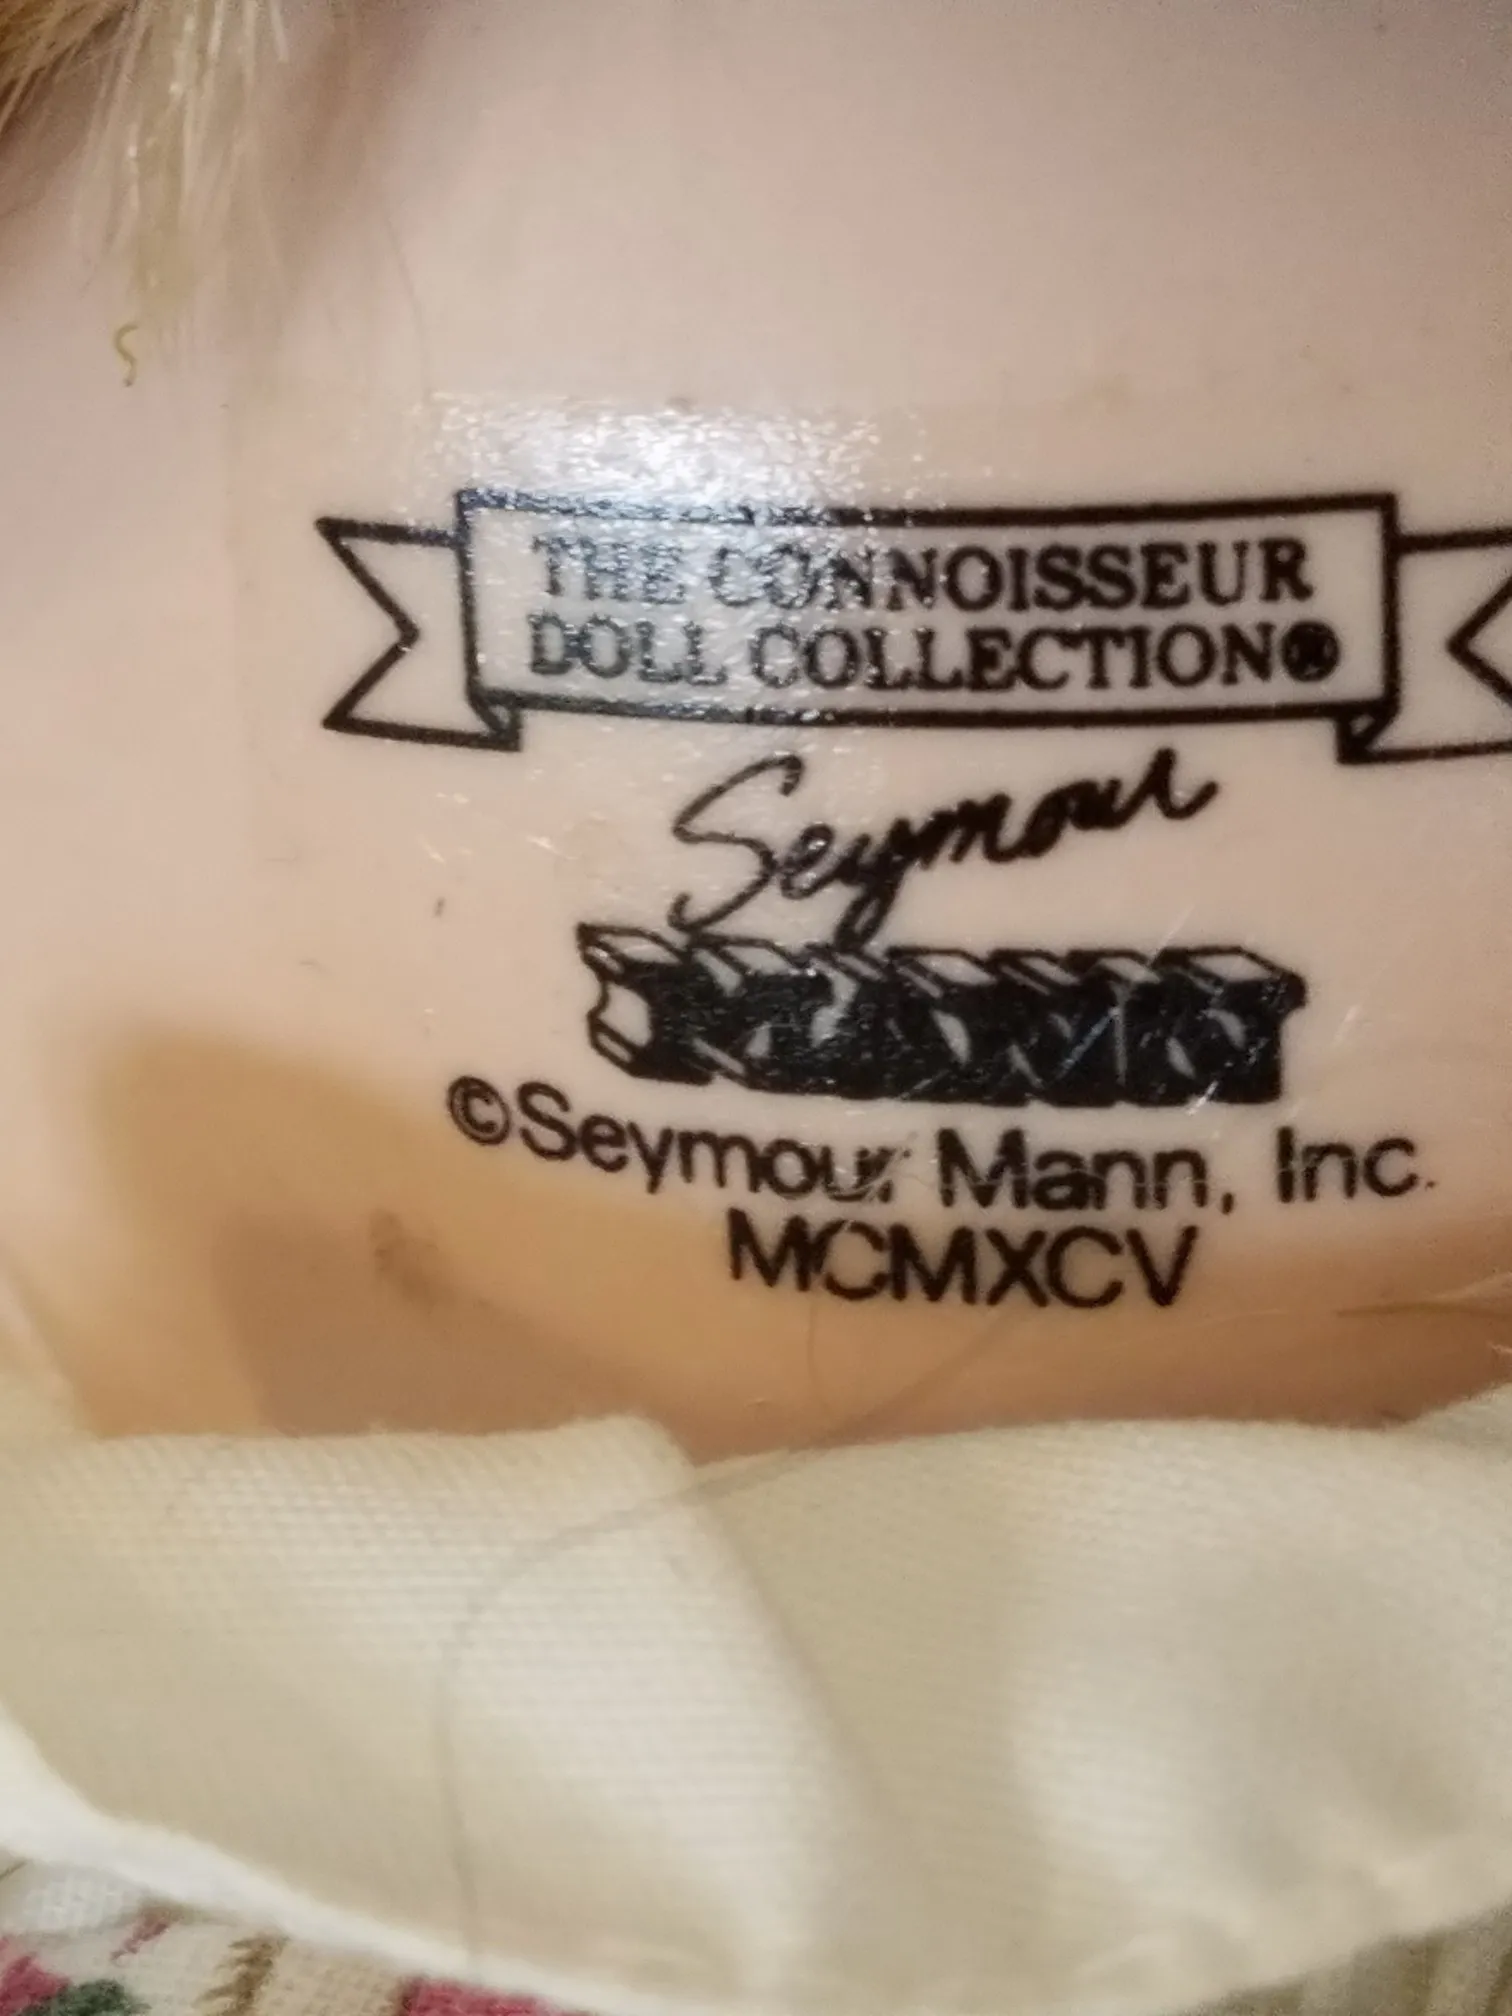 THE CONNOISSEUR
DOLL COLLECTION®
Seymour
©Seymour Mann, Inc.
MCMXCV